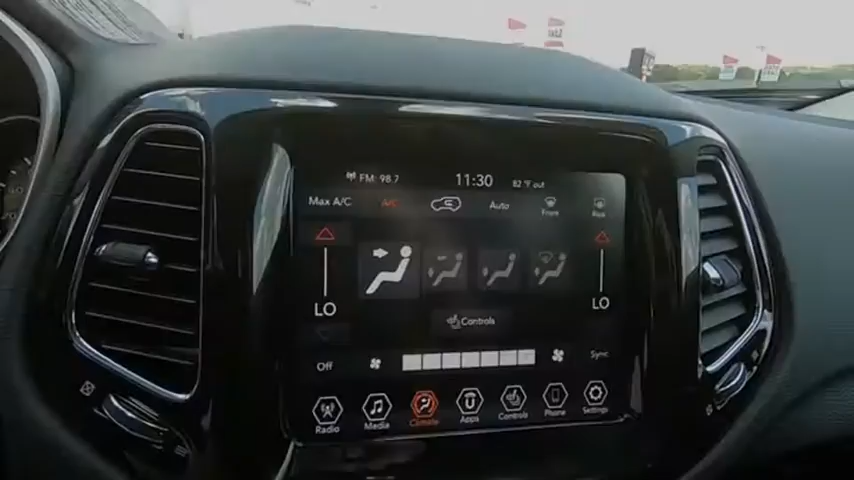 FM: 98.7 11:30 82°F out
Max A/C A/C Auto Front Rear
LO LO
Controls
Off Sync
Radio Media Climate Apps Controls Phone Settings